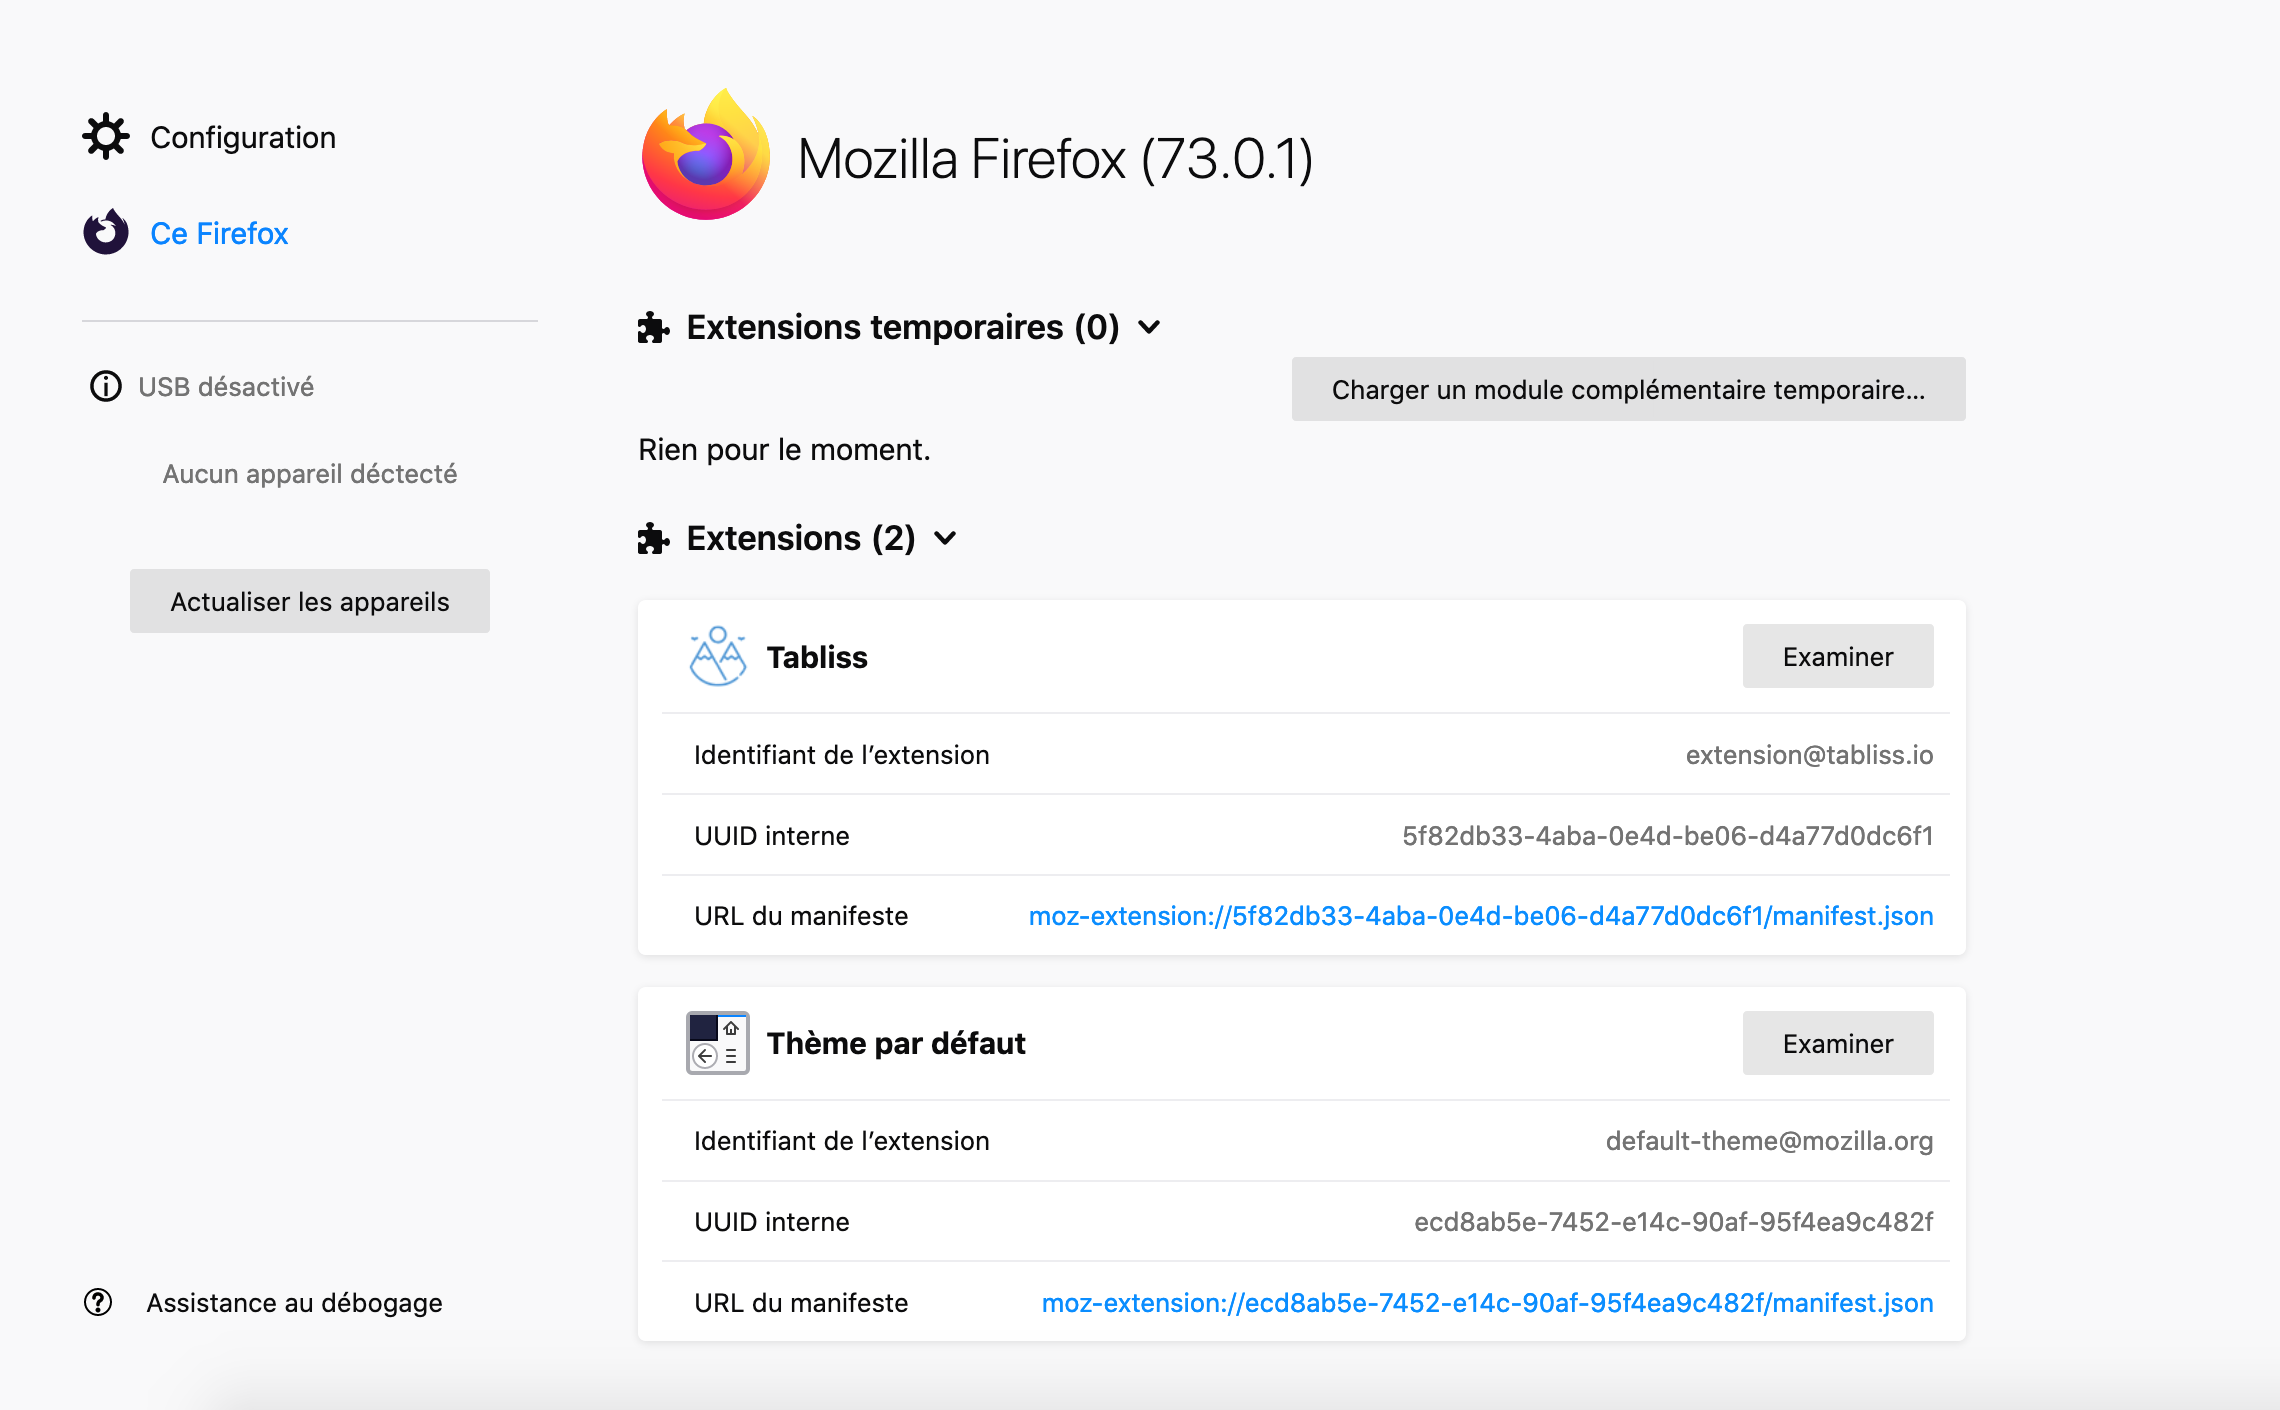 Configuration
Ce Firefox
USB désactivé
Aucun appareil déctecté
Actualiser les appareils
Assistance au débogage
Mozilla Firefox (73.0.1)
Extensions temporaires (0)
Charger un module complémentaire temporaire...
Rien pour le moment.
Extensions (2)
Tabliss
Examiner
Identifiant de l’extension extension@tabliss.io
UUID interne 5f82db33-4aba-0e4d-be06-d4a77d0dc6f1
URL du manifeste moz-extension://5f82db33-4aba-0e4d-be06-d4a77d0dc6f1/manifest.json
Thème par défaut
Examiner
Identifiant de l’extension default-theme@mozilla.org
UUID interne ecd8ab5e-7452-e14c-90af-95f4ea9c482f
URL du manifeste moz-extension://ecd8ab5e-7452-e14c-90af-95f4ea9c482f/manifest.json